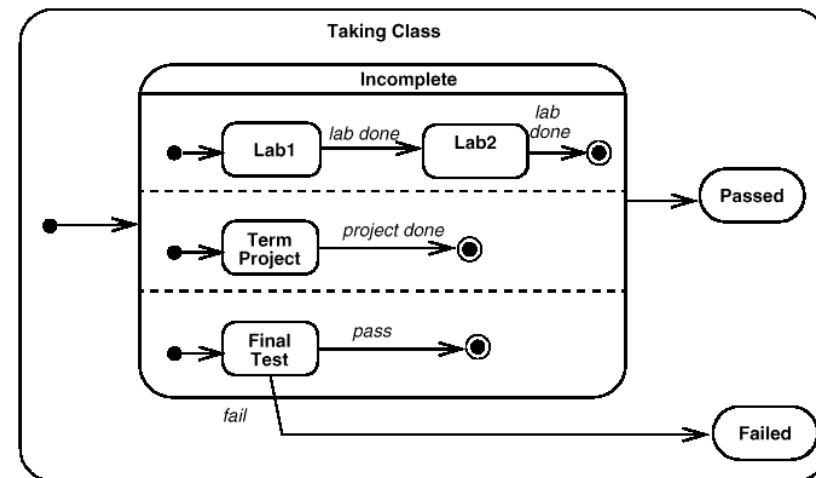 Taking Class
Incomplete
Lab1
lab done
Lab2
lab
done
Passed
Term
Project
project done
Final
Test
pass
fail
Failed